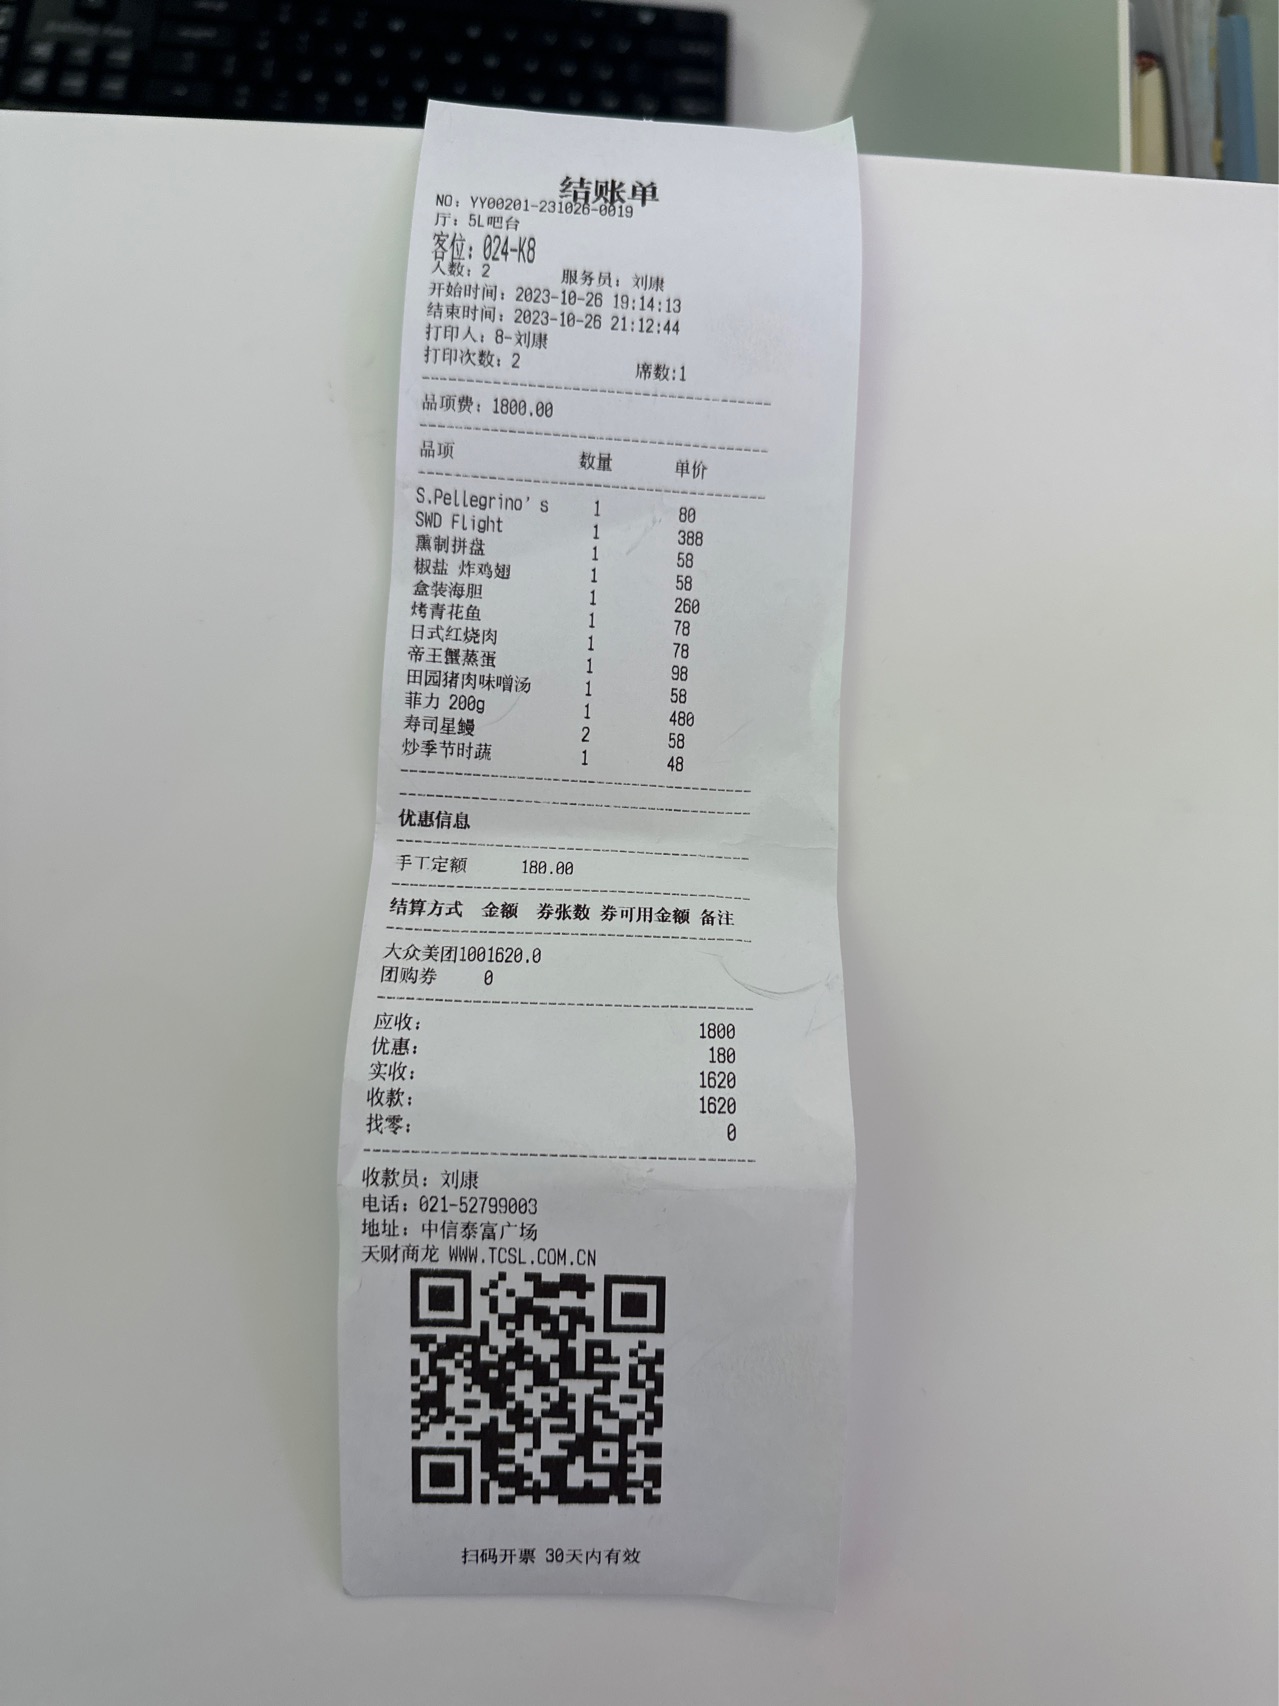 结账单
NO: YY00201-231026-0019
厅: 5L吧台
客位: 024-K8
人数: 2 服务员: 刘康
开始时间: 2023-10-26 19:14:13
结束时间: 2023-10-26 21:12:44
打印人: 8-刘康
打印次数: 2 席数:1
品项费: 1800.00
品项 数量 单价
S.Pellegrino's 1 80
SWD Flight 1 388
熏制拼盘 1 58
椒盐 炸鸡翅 1 58
盒装海胆 1 260
烤青花鱼 1 78
日式红烧肉 1 78
帝王蟹蒸蛋 1 98
田园猪肉味噌汤 1 58
菲力 200g 1 480
寿司星鳗 2 58
炒季节时蔬 1 48
优惠信息
手工定额 180.00
结算方式 金额 券张数 券可用金额 备注
大众美团1001620.0
团购券 0
应收: 1800
优惠: 180
实收: 1620
收款: 1620
找零: 0
收款员: 刘康
电话: 021-52799003
地址: 中信泰富广场
天财商龙 WWW.TCSL.COM.CN
扫码开票 30天内有效